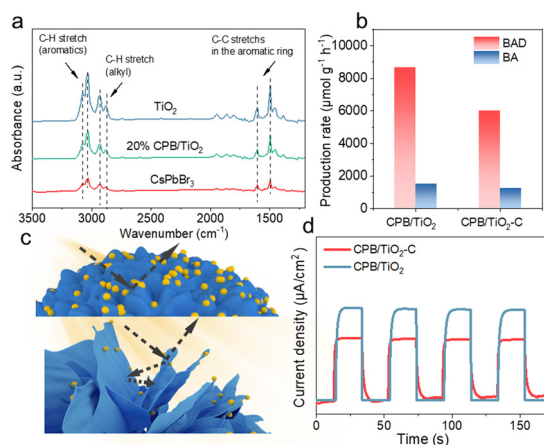 a
C-H stretch
(aromatics)
C-H stretch
(alkyl)
C-C stretchs
in the aromatic ring
TiO₂
20% CPB/TiO₂
CsPbBr₃
Absorbance (a.u.)
3500 3000 2500 2000 1500
Wavenumber (cm⁻¹)
b
BAD
BA
Production rate (μmol g⁻¹ h⁻¹)
10000
8000
6000
4000
2000
0
CPB/TiO₂ CPB/TiO₂-C
c
d
CPB/TiO₂-C
CPB/TiO₂
Current density (μA/cm²)
0 50 100 150
Time (s)